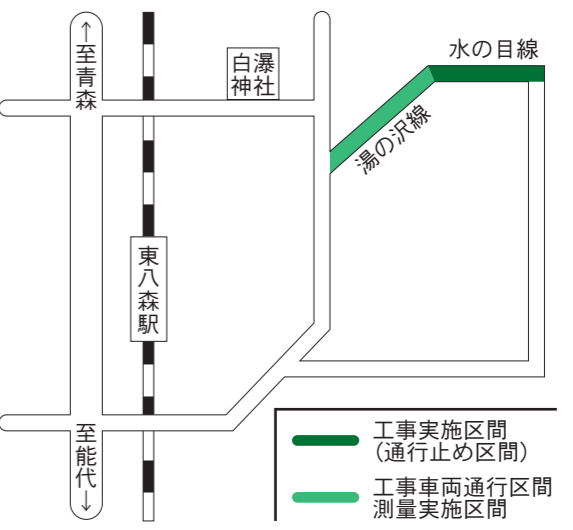 ↑至青森
白瀑
神社
水の目線
湯の沢線
東八森駅
至能代↓
工事実施区間
(通行止め区間)
工事車両通行区間
測量実施区間